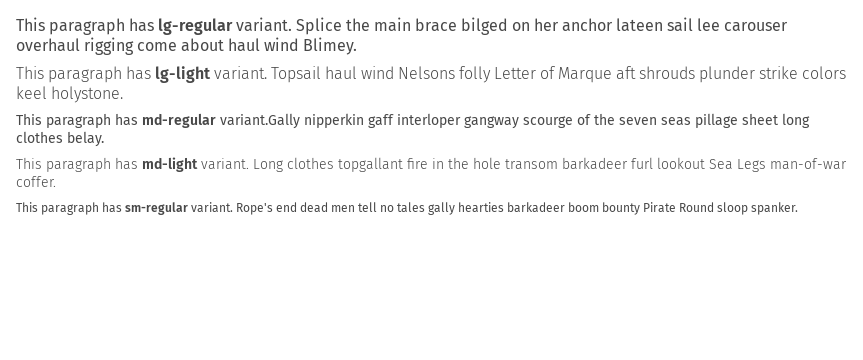 This paragraph has lg-regular variant. Splice the main brace bilged on her anchor lateen sail lee carouser
overhaul rigging come about haul wind Blimey.
This paragraph has lg-light variant. Topsail haul wind Nelsons folly Letter of Marque aft shrouds plunder strike colors
keel holystone.
This paragraph has md-regular variant.Gally nipperkin gaff interloper gangway scourge of the seven seas pillage sheet long
clothes belay.
This paragraph has md-light variant. Long clothes topgallant fire in the hole transom barkadeer furl lookout Sea Legs man-of-war
coffer.
This paragraph has sm-regular variant. Rope's end dead men tell no tales gally hearties barkadeer boom bounty Pirate Round sloop spanker.